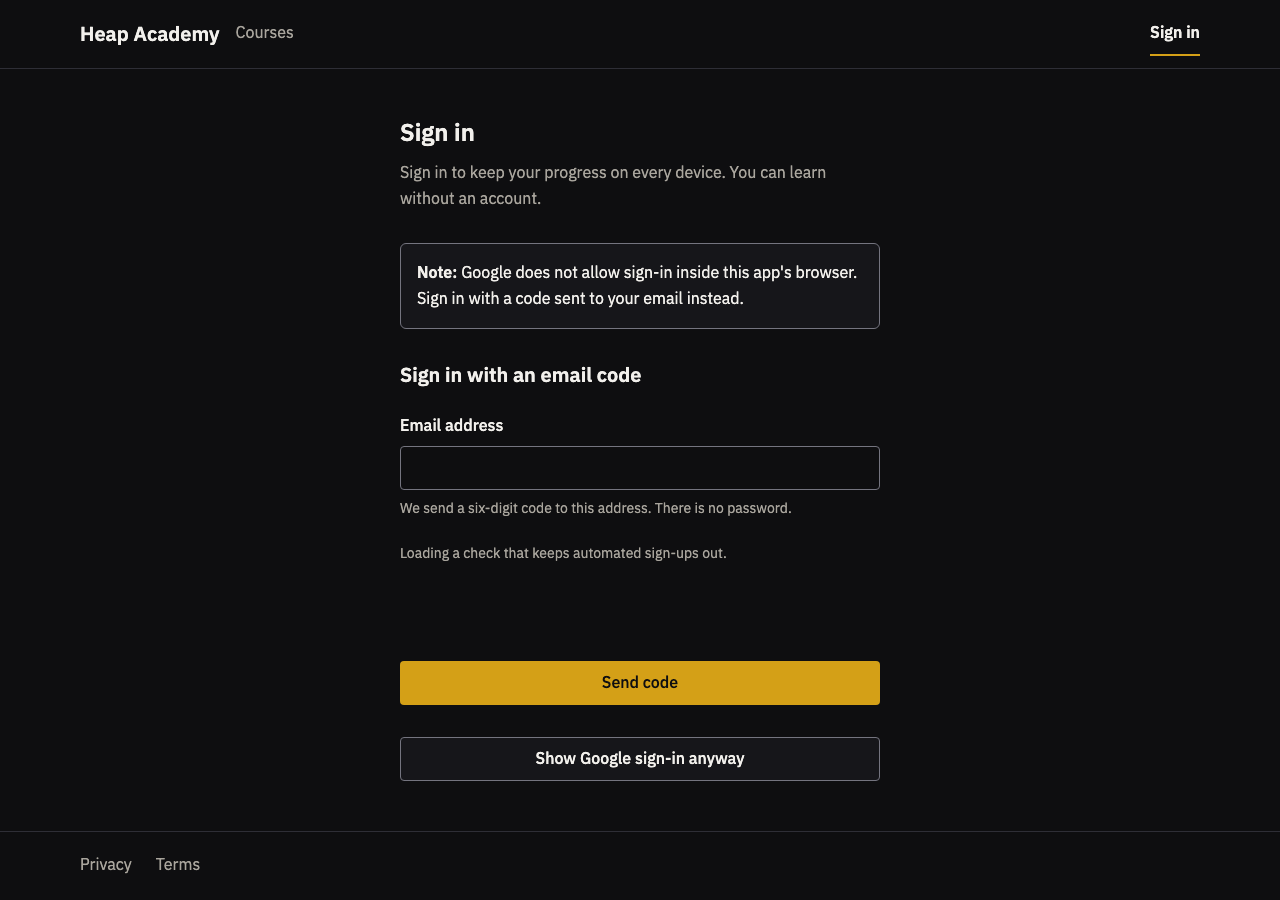 Heap Academy
Courses
Sign in
Sign in
Sign in to keep your progress on every device. You can learn
without an account.
Note: Google does not allow sign-in inside this app's browser.
Sign in with a code sent to your email instead.
Sign in with an email code
Email address
We send a six-digit code to this address. There is no password.
Loading a check that keeps automated sign-ups out.
Send code
Show Google sign-in anyway
Privacy
Terms